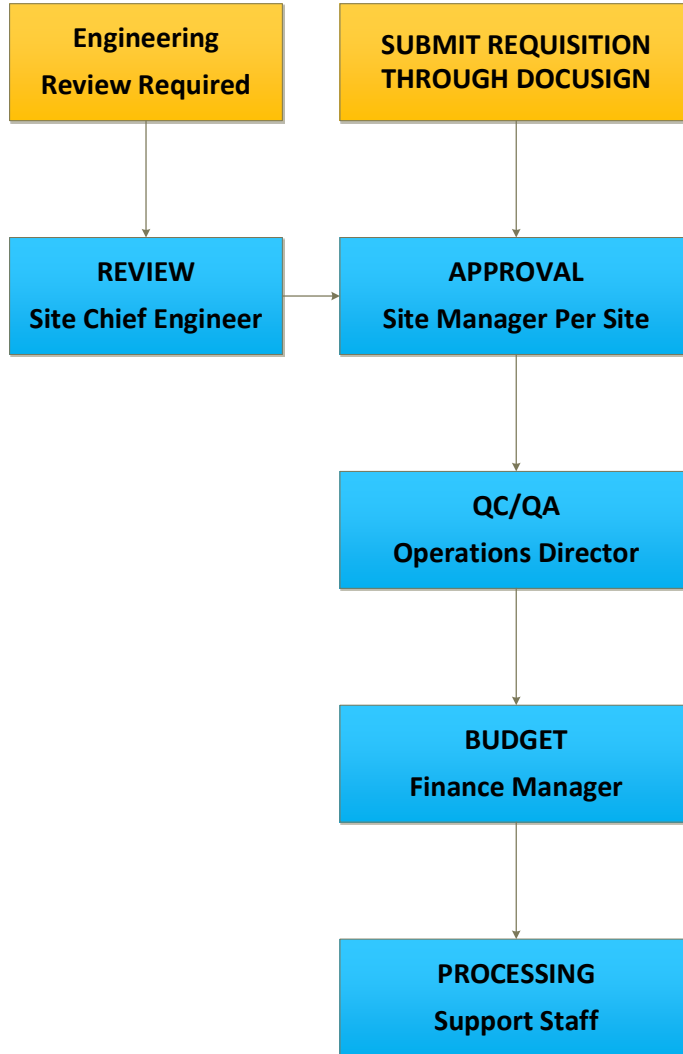 Engineering
Review Required
SUBMIT REQUISITION
THROUGH DOCUSIGN
REVIEW
Site Chief Engineer
APPROVAL
Site Manager Per Site
QC/QA
Operations Director
BUDGET
Finance Manager
PROCESSING
Support Staff